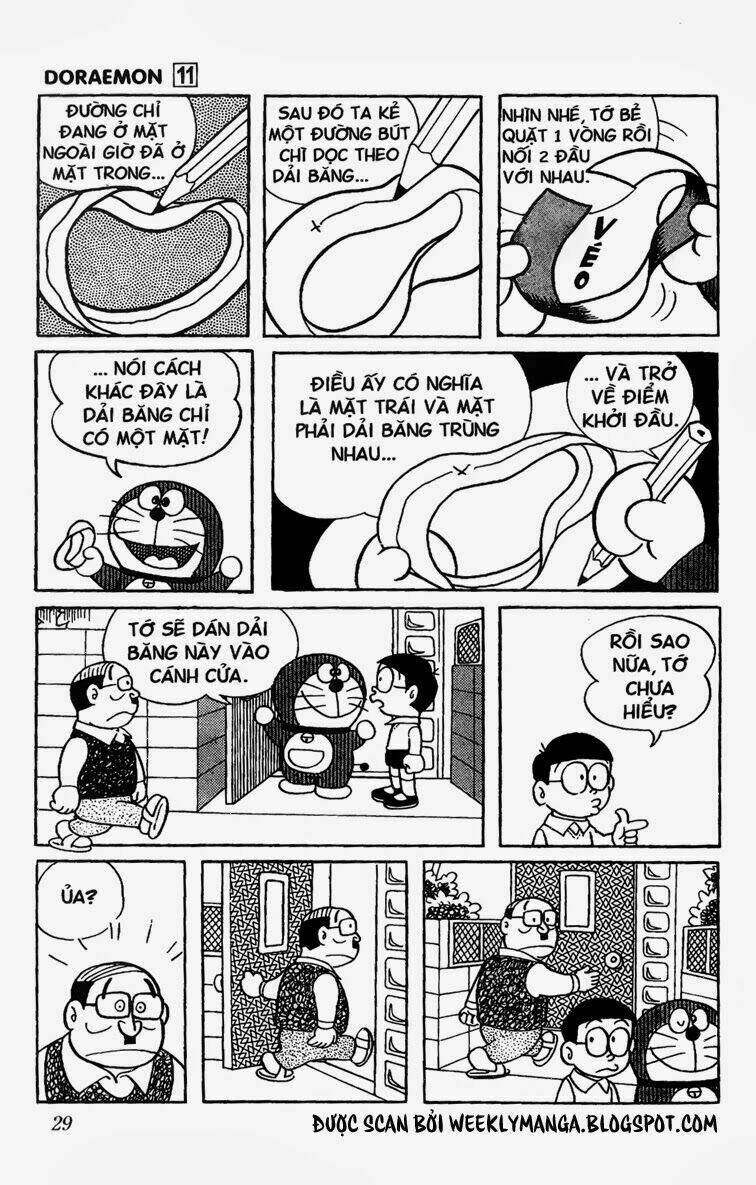 DORAEMON 11
NHÌN NHÉ, TỚ BẺ
QUẶT 1 VÒNG RỒI
NỐI 2 ĐẦU
VỚI NHAU.
VÈO
SAU ĐÓ TA KẺ
MỘT ĐƯỜNG BÚT
CHÌ DỌC THEO
DẢI BĂNG...
ĐƯỜNG CHỈ
ĐANG Ở MẶT
NGOÀI GIỜ ĐÃ Ở
MẶT TRONG...
... VÀ TRỞ
VỀ ĐIỂM
KHỞI ĐẦU.
ĐIỀU ẤY CÓ NGHĨA
LÀ MẶT TRÁI VÀ MẶT
PHẢI DẢI BĂNG TRÙNG
NHAU...
... NÓI CÁCH
KHÁC ĐÂY LÀ
DẢI BĂNG CHỈ
CÓ MỘT MẶT!
RỒI SAO
NỮA, TỚ
CHƯA
HIỂU?
TỚ SẼ DÁN DẢI
BĂNG NÀY VÀO
CÁNH CỬA.
ỦA?
29
ĐƯỢC SCAN BỞI WEEKLYMANGA.BLOGSPOT.COM